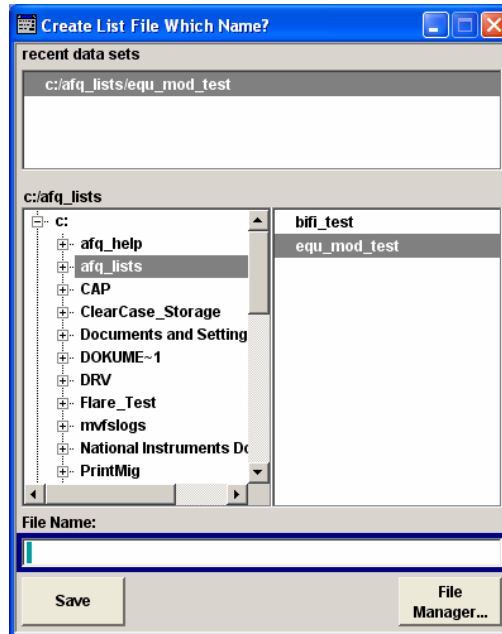 Create List File Which Name?
recent data sets
c:/afq_lists/equ_mod_test
c:/afq_lists
c:
afq_help
afq_lists
CAP
ClearCase_Storage
Documents and Setting
DOKUME~1
DRV
Flare_Test
mvfslogs
National Instruments Do
PrintMig
bifi_test
equ_mod_test
File Name:
Save
File
Manager...